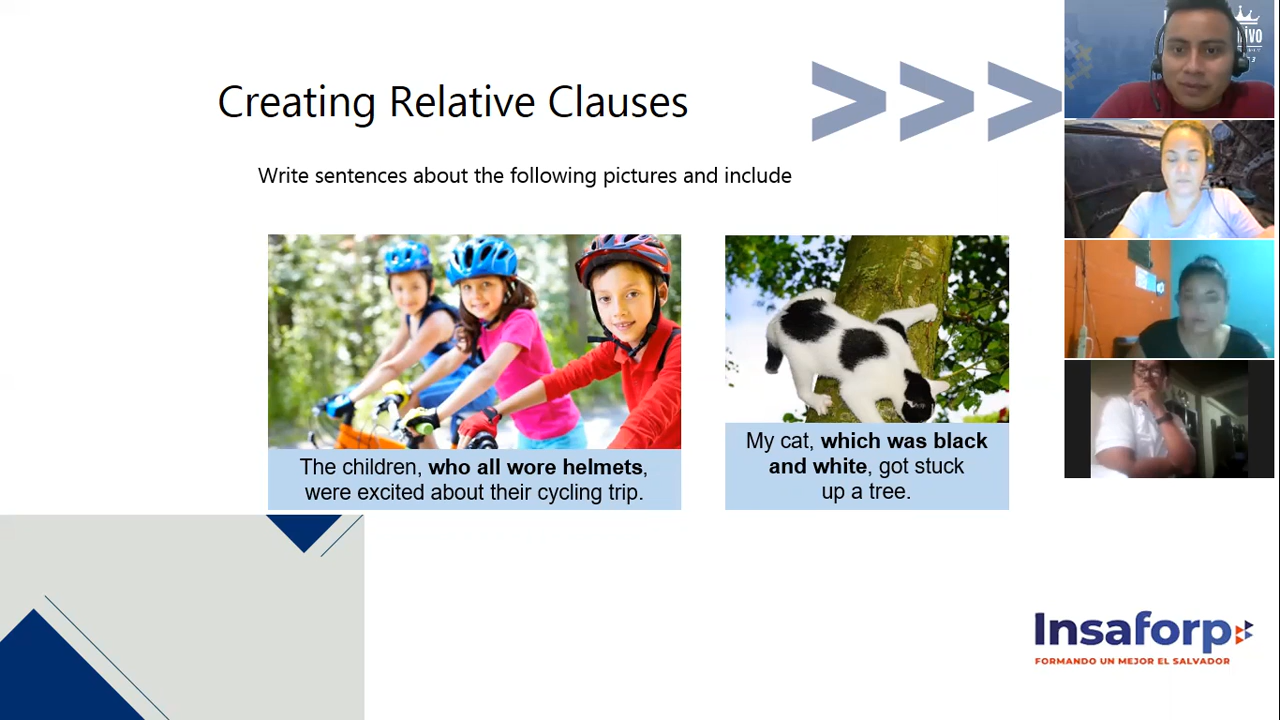 Creating Relative Clauses
>>>
Write sentences about the following pictures and include
The children, who all wore helmets,
were excited about their cycling trip.
My cat, which was black
and white, got stuck
up a tree.
Insaforp
FORMANDO UN MEJOR EL SALVADOR